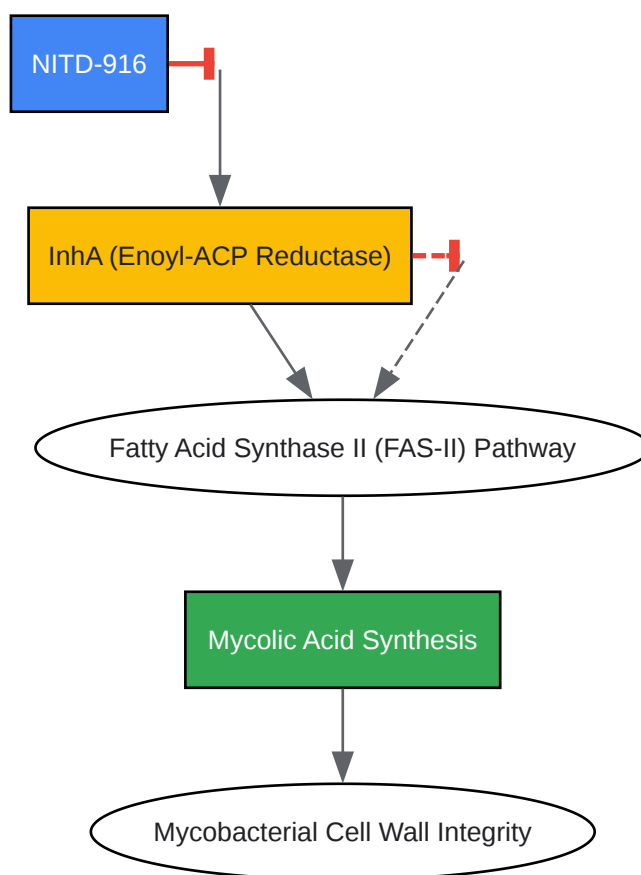 NITD-916
InhA (Enoyl-ACP Reductase)
Fatty Acid Synthase II (FAS-II) Pathway
Mycolic Acid Synthesis
Mycobacterial Cell Wall Integrity